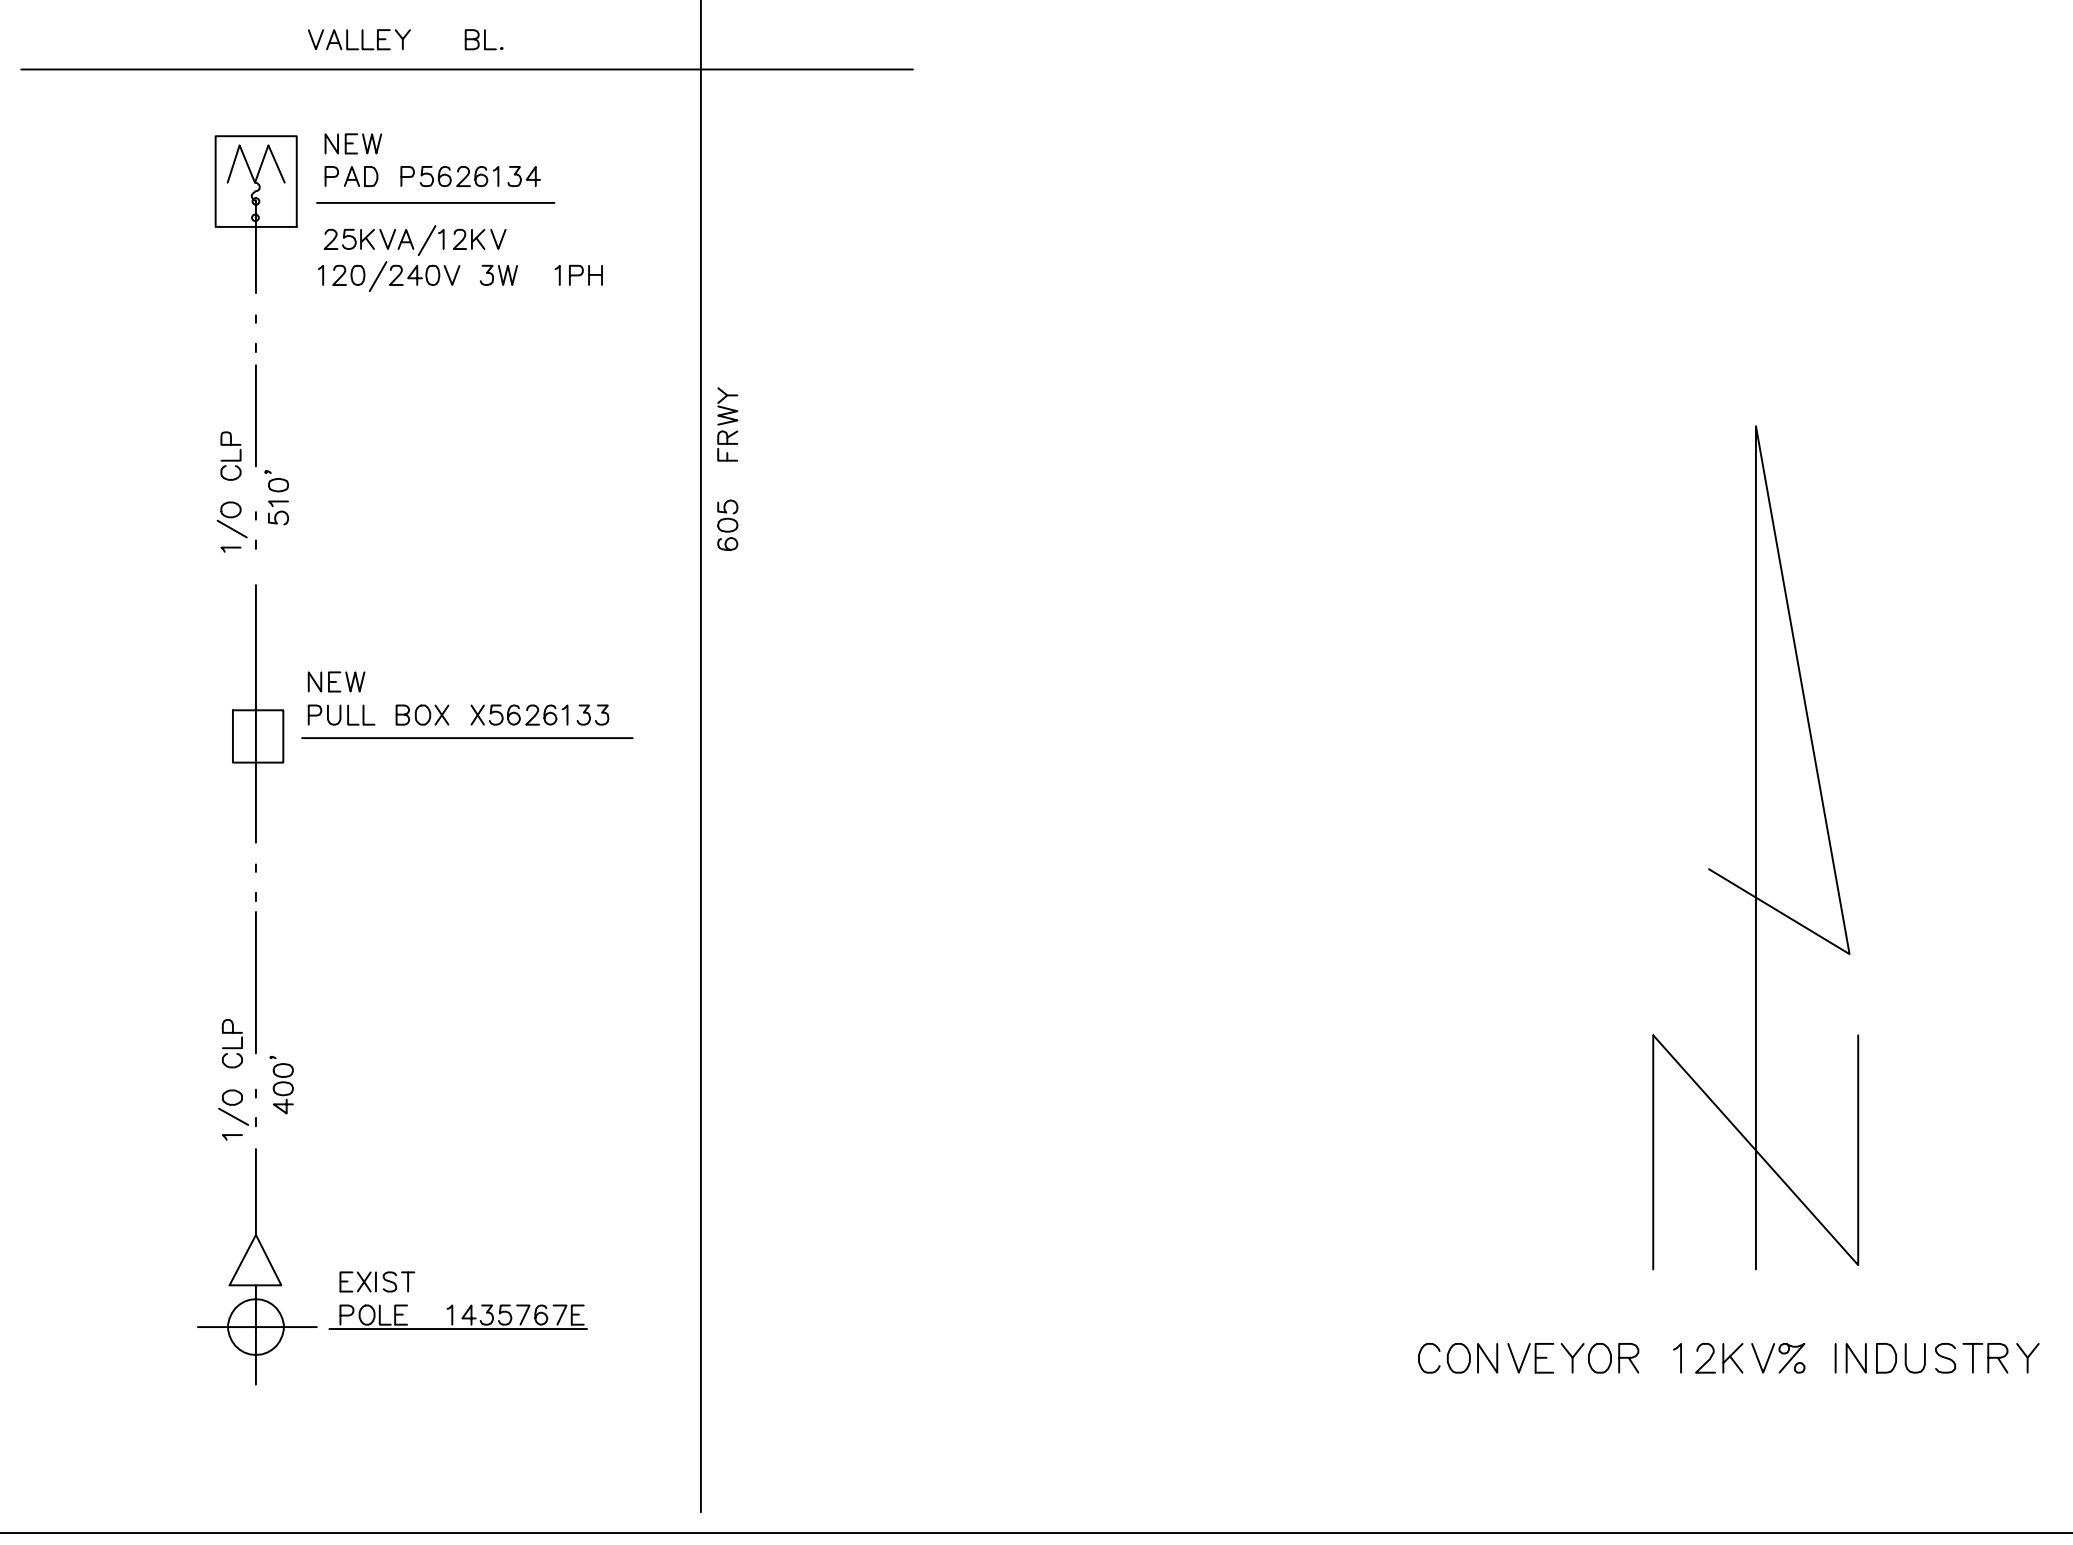 VALLEY BL.
NEW
PAD P5626134
25KVA/12KV
120/240V 3W 1PH
1/0 CLP
510'
605 FRWY
NEW
PULL BOX X5626133
1/0 CLP
400'
EXIST
POLE 1435767E
N
CONVEYOR 12KV% INDUSTRY